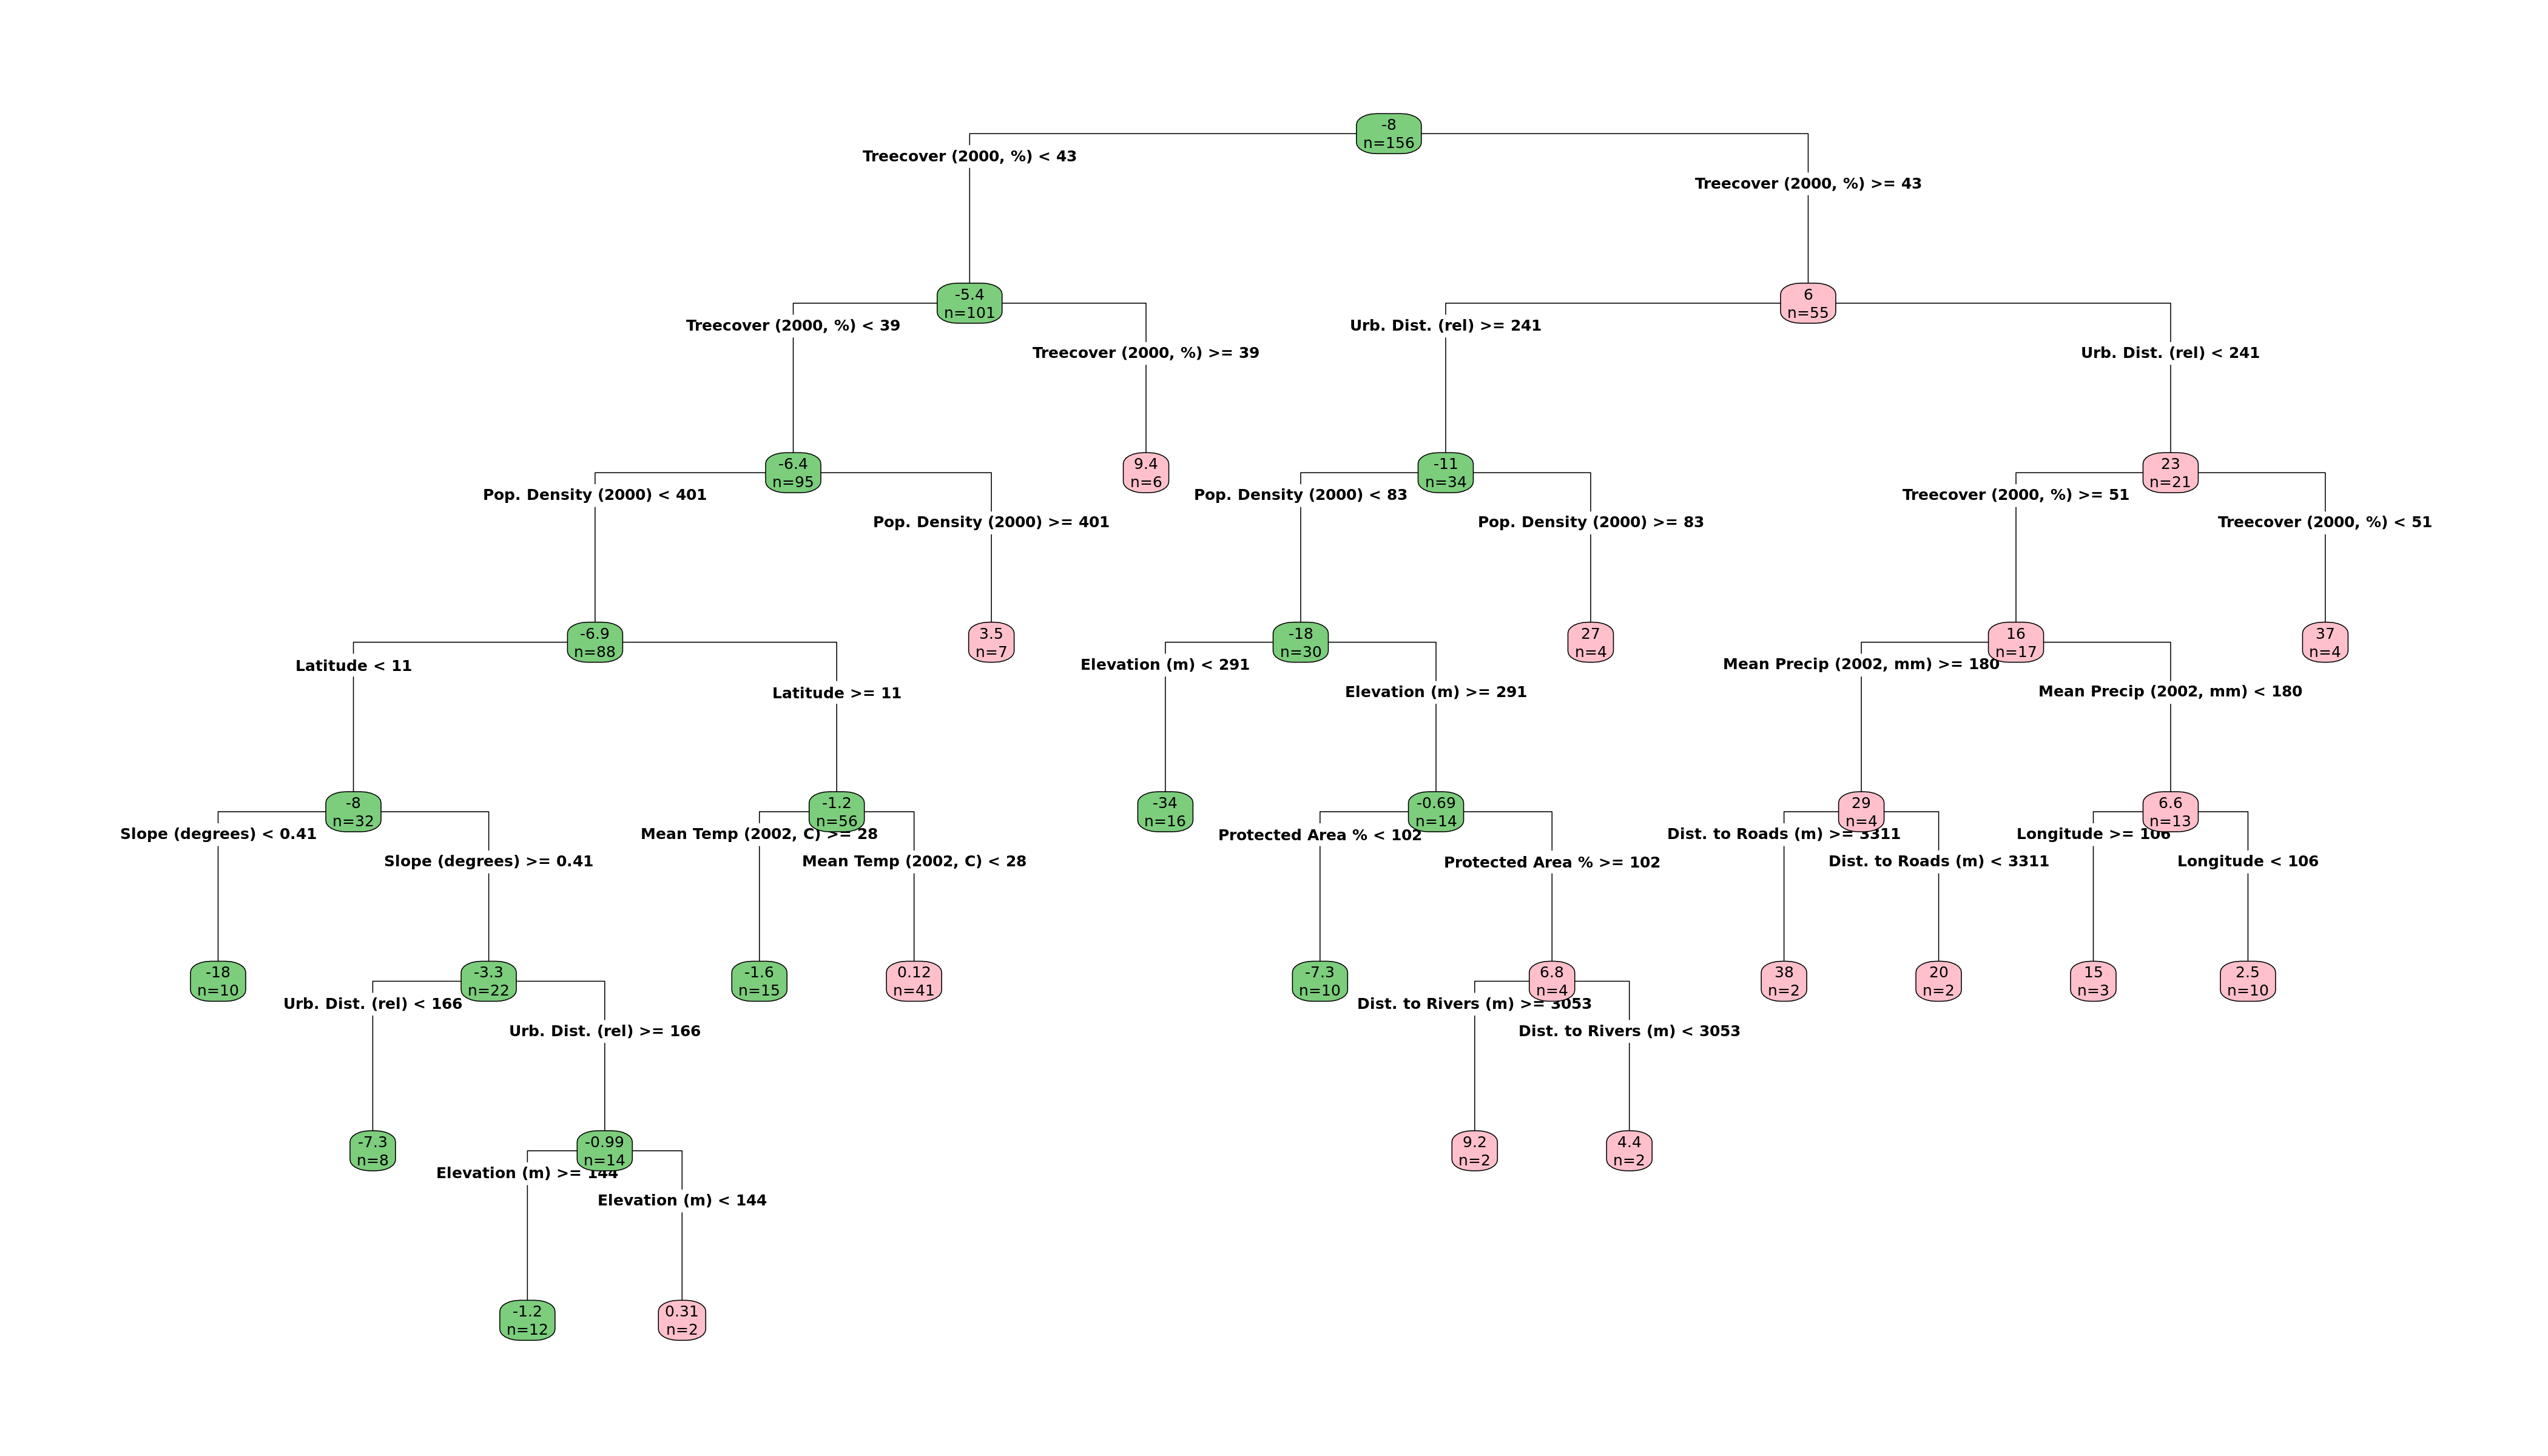 -8
n=156
Treecover (2000, %) < 43
Treecover (2000, %) >= 43
-5.4
n=101
6
n=55
Treecover (2000, %) < 39
Urb. Dist. (rel) >= 241
Treecover (2000, %) >= 39
Urb. Dist. (rel) < 241
-6.4
n=95
9.4
n=6
-11
n=34
23
n=21
Pop. Density (2000) < 401
Pop. Density (2000) < 83
Treecover (2000, %) >= 51
Pop. Density (2000) >= 401
Pop. Density (2000) >= 83
Treecover (2000, %) < 51
-6.9
n=88
3.5
n=7
-18
n=30
27
n=4
16
n=17
37
n=4
Latitude < 11
Elevation (m) < 291
Mean Precip (2002, mm) >= 180
Latitude >= 11
Elevation (m) >= 291
Mean Precip (2002, mm) < 180
-8
n=32
-1.2
n=56
-34
n=16
-0.69
n=14
29
n=4
6.6
n=13
Slope (degrees) < 0.41
Mean Temp (2002, C) >= 28
Protected Area % < 102
Dist. to Roads (m) >= 3311
Longitude >= 106
Slope (degrees) >= 0.41
Mean Temp (2002, C) < 28
Protected Area % >= 102
Dist. to Roads (m) < 3311
Longitude < 106
-18
n=10
-3.3
n=22
-1.6
n=15
0.12
n=41
-7.3
n=10
6.8
n=4
38
n=2
20
n=2
15
n=3
2.5
n=10
Urb. Dist. (rel) < 166
Dist. to Rivers (m) >= 3053
Urb. Dist. (rel) >= 166
Dist. to Rivers (m) < 3053
-7.3
n=8
-0.99
n=14
9.2
n=2
4.4
n=2
Elevation (m) >= 144
Elevation (m) < 144
-1.2
n=12
0.31
n=2